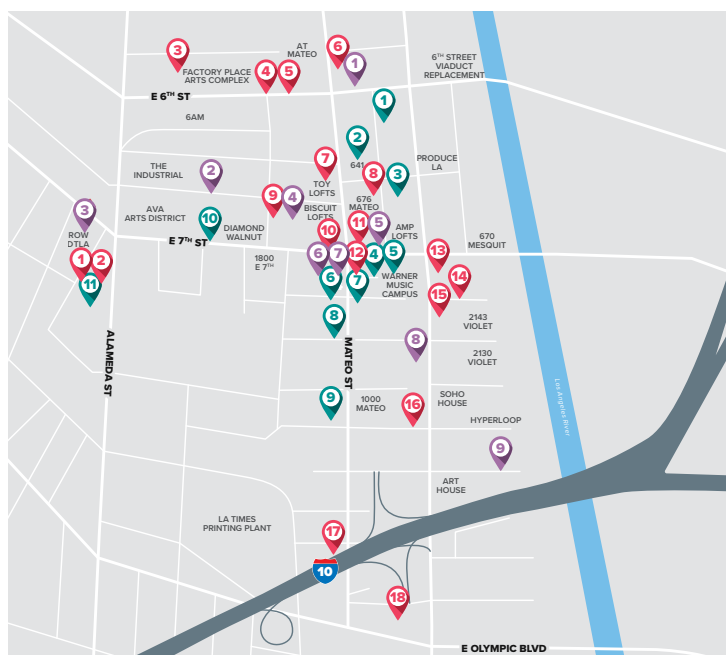 6
AT
MATEO
3
1
6TH STREET
VIADUCT
REPLACEMENT
FACTORY PLACE
ARTS COMPLEX
4
5
E 6TH ST
1
6AM
2
641
7
PRODUCE
LA
THE
INDUSTRIAL
2
8
3
TOY
LOFTS
9
4
676
MATEO
BISCUIT
LOFTS
3
AVA
ARTS DISTRICT
10
DIAMOND
WALNUT
10
11
5
AMP
LOFTS
ROW
DTLA
E 7TH ST
670
MESQUIT
1
2
1800
E 7TH
6
7
12
4
5
13
11
6
7
WARNER
MUSIC
CAMPUS
14
15
8
2143
VIOLET
ALAMEDA ST
MATEO ST
8
2130
VIOLET
9
1000
MATEO
16
SOHO
HOUSE
Los Angeles River
HYPERLOOP
9
ART
HOUSE
LA TIMES
PRINTING PLANT
17
10
18
E OLYMPIC BLVD